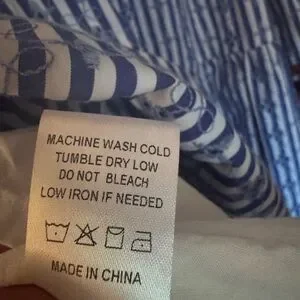 MACHINE WASH COLD
TUMBLE DRY LOW
DO NOT BLEACH
LOW IRON IF NEEDED
MADE IN CHINA